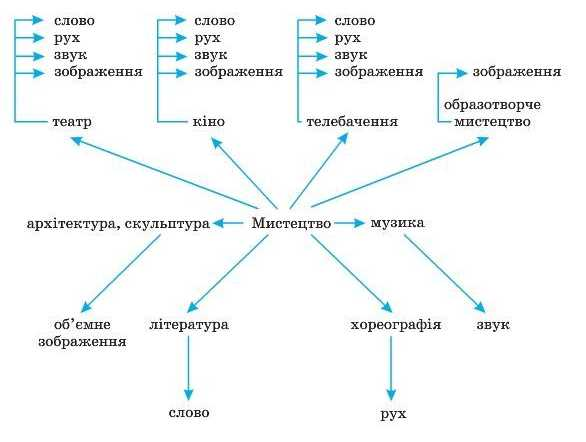 слово
рух
звук
зображення
театр
слово
рух
звук
зображення
кіно
слово
рух
звук
зображення
телебачення
зображення
образотворче
мистецтво
архітектура, скульптура
Мистецтво
музика
об’ємне
зображення
література
хореографія
звук
слово
рух